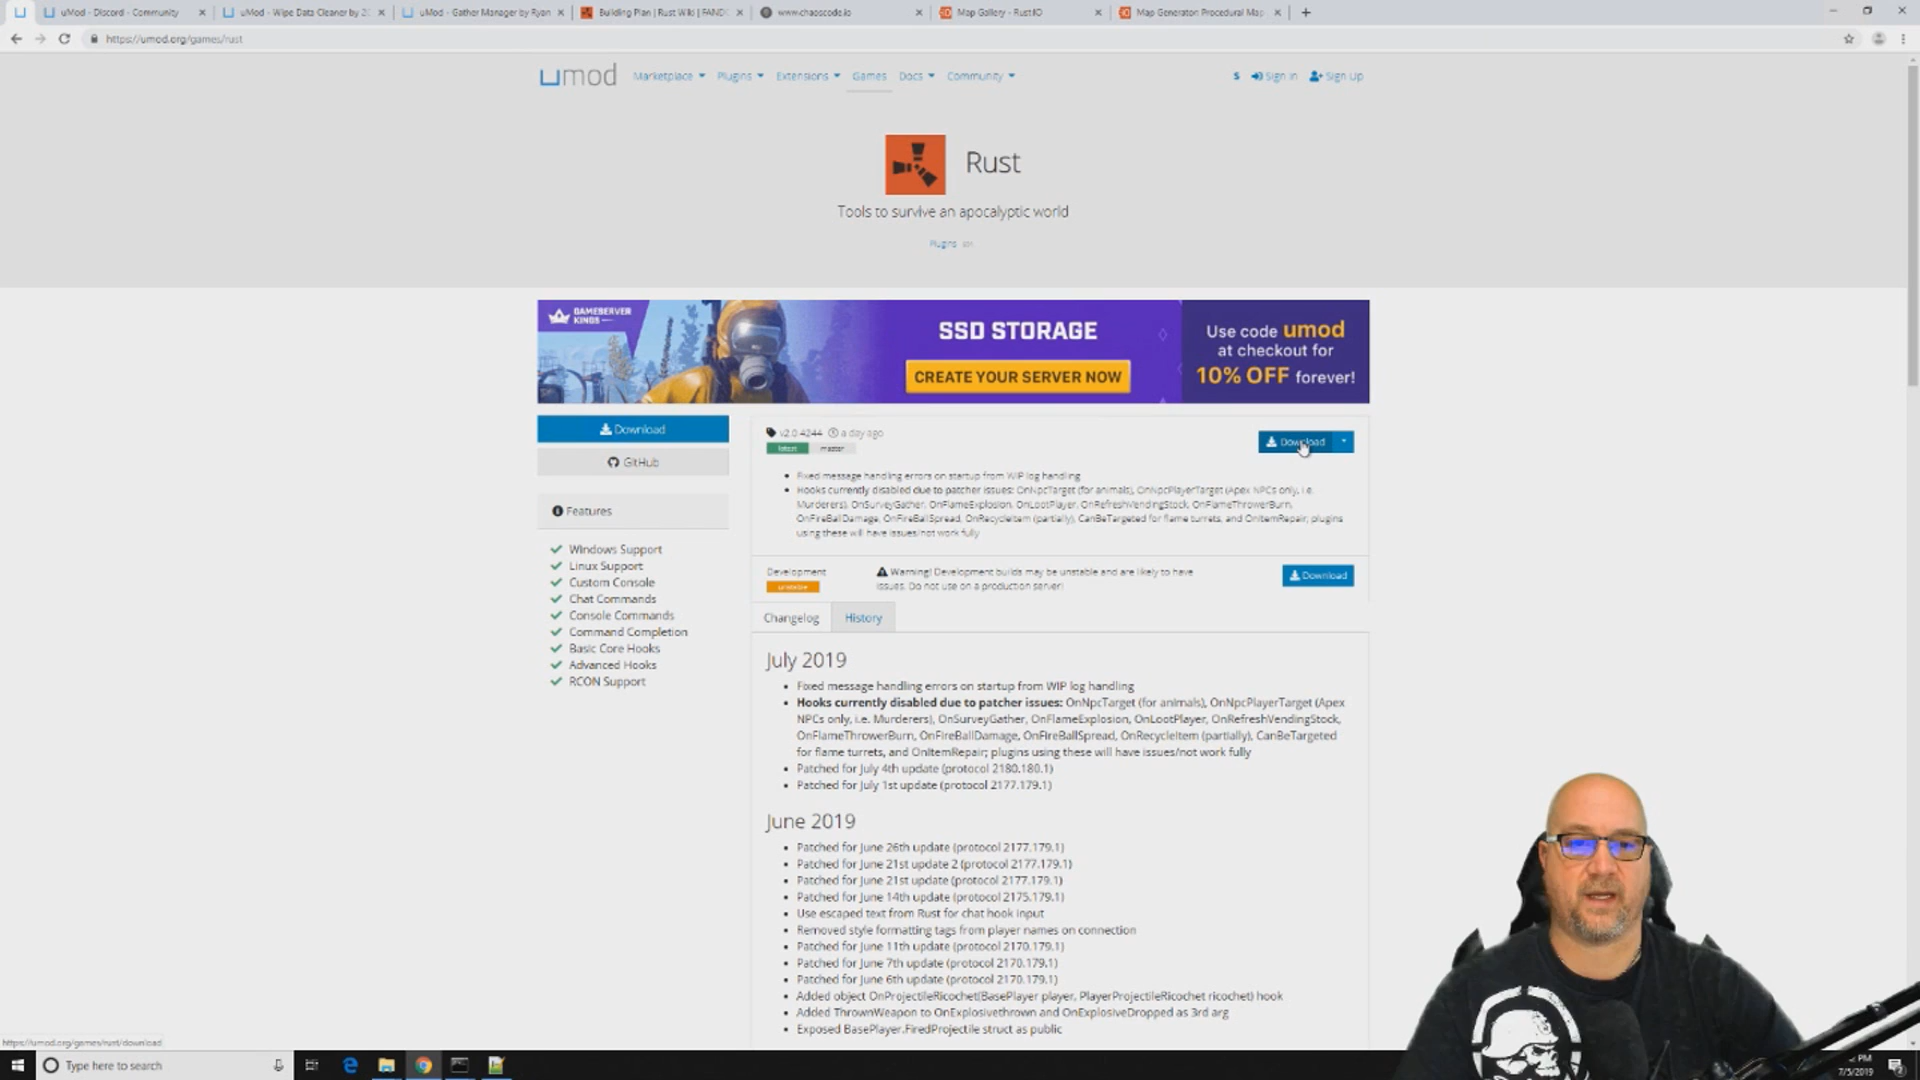 uMod - Discord - Community
uMod - Wipe Data Cleaner by 2
uMod - Gather Manager by Ryan
Building Plan | Rust Wiki | FAND
www.chaoscode.io
Map Gallery - Rust:IO
Map Generator: Procedural Map
https://umod.org/games/rust
umod
Marketplace
Plugins
Extensions
Games
Docs
Community
$
Sign In
Sign Up
Rust
Tools to survive an apocalyptic world
Plugins
GAMESERVER KINGS
SSD STORAGE
CREATE YOUR SERVER NOW
Use code umod
at checkout for
10% OFF forever!
Download
GitHub
Features
Windows Support
Linux Support
Custom Console
Chat Commands
Console Commands
Command Completion
Basic Core Hooks
Advanced Hooks
RCON Support
v2.0.4244 a day ago
latest master
Download
Fixed message handling errors on startup from WIP log handling
Hooks currently disabled due to patcher issues: OnNpcTarget (for animals), OnNpcPlayerTarget (Apex NPCs only, i.e.
Murderers), OnSurveyGather, OnFlameExplosion, OnLootPlayer, OnRefreshVendingStock, OnFlameThrowerBurn,
OnFireBallDamage, OnFireBallSpread, OnRecycleItem (partially), CanBeTargeted for flame turrets, and OnItemRepair; plugins
using these will have issues/not work fully
Development
unstable
Warning! Development builds may be unstable and are likely to have
issues. Do not use on a production server!
Download
Changelog
History
July 2019
Fixed message handling errors on startup from WIP log handling
Hooks currently disabled due to patcher issues: OnNpcTarget (for animals), OnNpcPlayerTarget (Apex
NPCs only, i.e. Murderers), OnSurveyGather, OnFlameExplosion, OnLootPlayer, OnRefreshVendingStock,
OnFlameThrowerBurn, OnFireBallDamage, OnFireBallSpread, OnRecycleItem (partially), CanBeTargeted
for flame turrets, and OnItemRepair; plugins using these will have issues/not work fully
Patched for July 4th update (protocol 2180.180.1)
Patched for July 1st update (protocol 2177.179.1)
June 2019
Patched for June 26th update (protocol 2177.179.1)
Patched for June 21st update 2 (protocol 2177.179.1)
Patched for June 21st update (protocol 2177.179.1)
Patched for June 14th update (protocol 2175.179.1)
Use escaped text from Rust for chat hook input
Removed style formatting tags from player names on connection
Patched for June 11th update (protocol 2170.179.1)
Patched for June 7th update (protocol 2170.179.1)
Patched for June 6th update (protocol 2170.179.1)
Added object OnProjectileRicochet(BasePlayer player, PlayerProjectileRicochet ricochet) hook
Added ThrownWeapon to OnExplosivethrown and OnExplosiveDropped as 3rd arg
Exposed BasePlayer.FiredProjectile struct as public
https://umod.org/games/rust/download
Type here to search
PM
7/5/2019